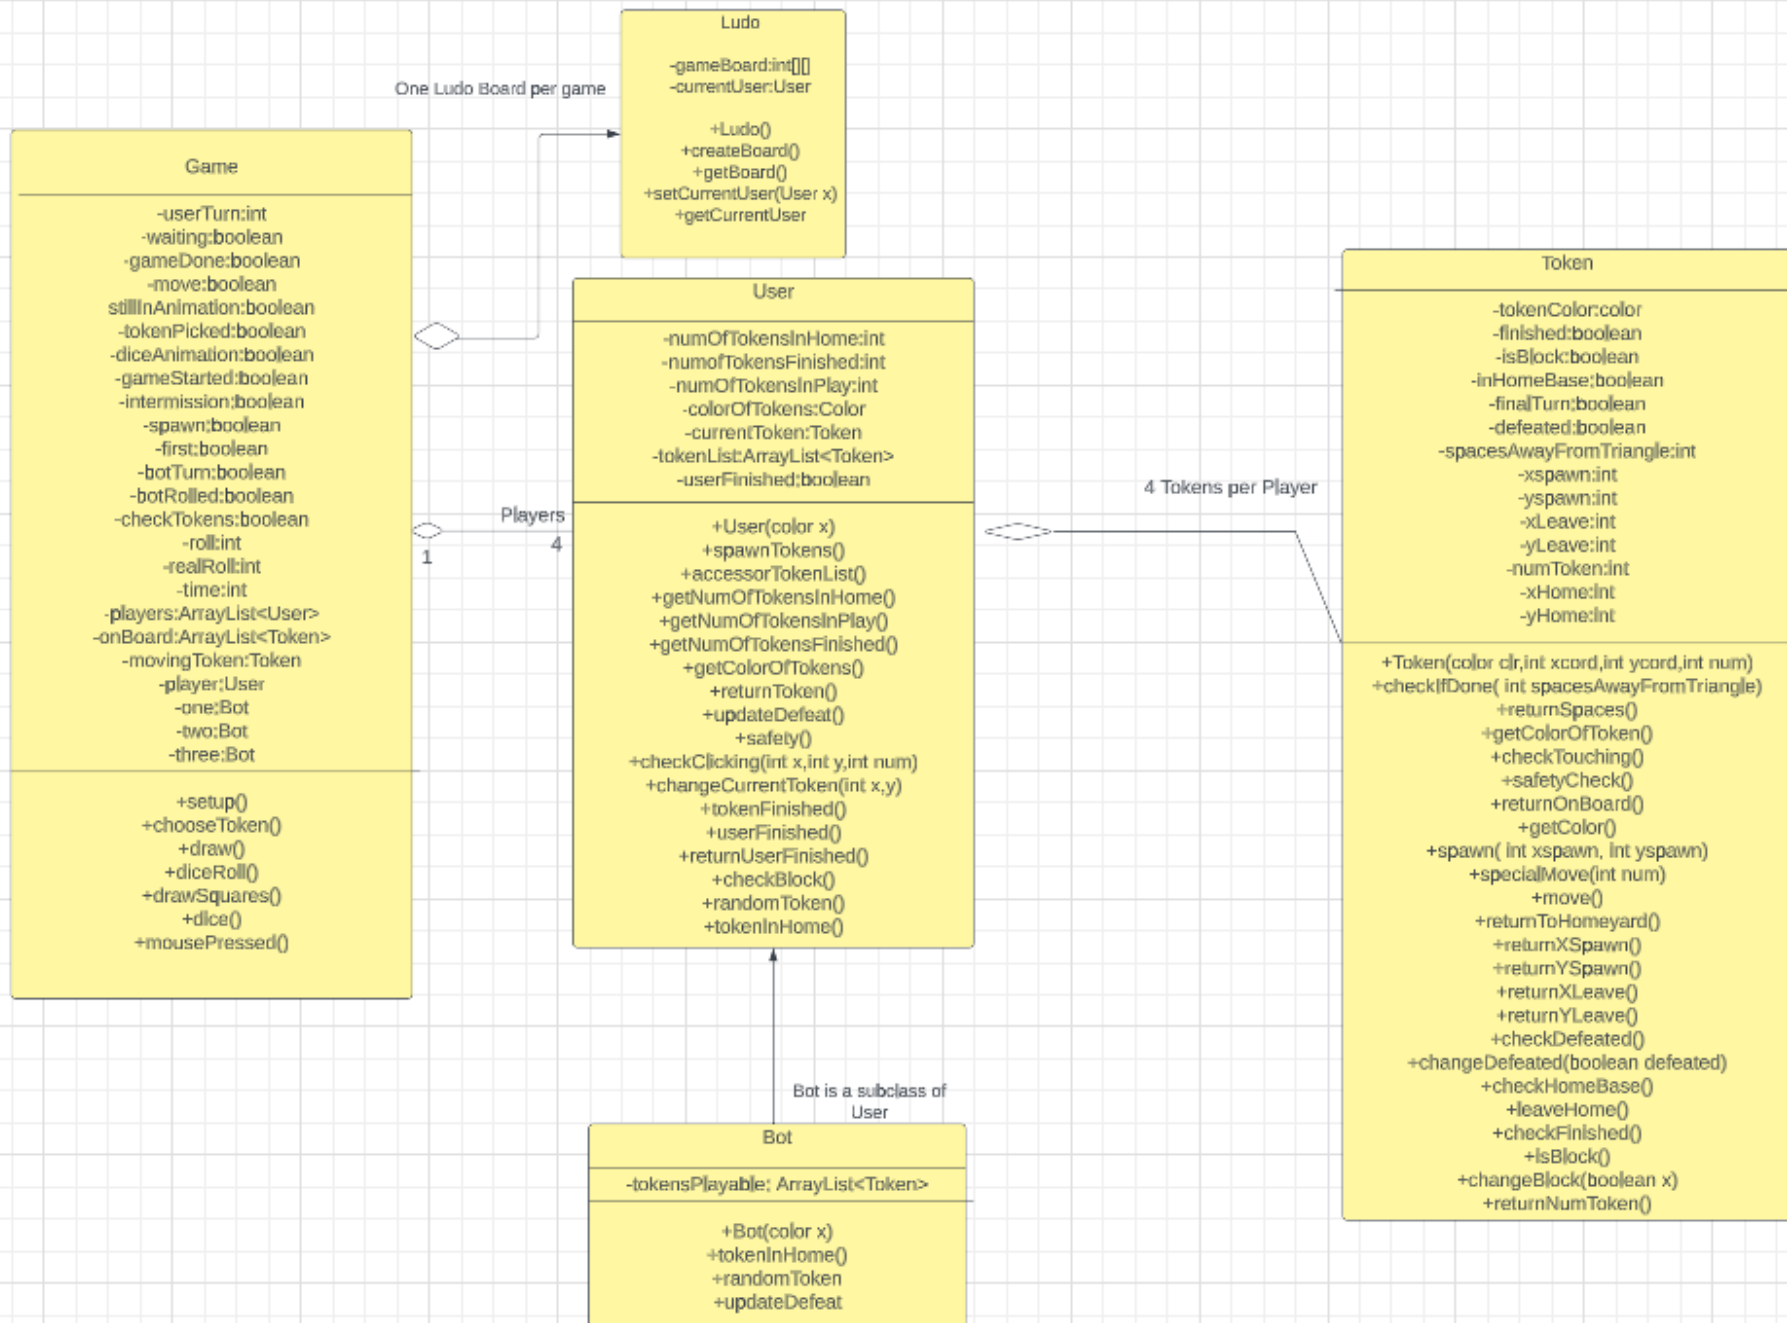 Ludo
-gameBoard:int[][]
-currentUser:User
+Ludo()
+createBoard()
+getBoard()
+setCurrentUser(User x)
+getCurrentUser
One Ludo Board per game
Game
-userTurn:int
-waiting:boolean
-gameDone:boolean
-move:boolean
stillInAnimation:boolean
-tokenPicked:boolean
-diceAnimation:boolean
-gameStarted:boolean
-intermission:boolean
-spawn:boolean
-first:boolean
-botTurn:boolean
-botRolled:boolean
-checkTokens:boolean
-roll:int
-realRoll:int
-time:int
-players:ArrayList<User>
-onBoard:ArrayList<Token>
-movingToken:Token
-player:User
-one:Bot
-two:Bot
-three:Bot
+setup()
+chooseToken()
+draw()
+diceRoll()
+drawSquares()
+dice()
+mousePressed()
Players
1
4
User
-numOfTokensInHome:int
-numofTokensFinished:int
-numOfTokensInPlay:int
-colorOfTokens:Color
-currentToken:Token
-tokenList:ArrayList<Token>
-userFinished:boolean
+User(color x)
+spawnTokens()
+accessorTokenList()
+getNumOfTokensInHome()
+getNumOfTokensInPlay()
+getNumOfTokensFinished()
+getColorOfTokens()
+returnToken()
+updateDefeat()
+safety()
+checkClicking(int x,int y,int num)
+changeCurrentToken(int x,y)
+tokenFinished()
+userFinished()
+returnUserFinished()
+checkBlock()
+randomToken()
+tokenInHome()
4 Tokens per Player
Token
-tokenColor:color
-finished:boolean
-isBlock:boolean
-inHomeBase:boolean
-finalTurn:boolean
-defeated:boolean
-spacesAwayFromTriangle:int
-xspawn:int
-yspawn:int
-xLeave:int
-yLeave:int
-numToken:int
-xHome:int
-yHome:int
+Token(color clr,int xcord,int ycord,int num)
+checkIfDone( int spacesAwayFromTriangle)
+returnSpaces()
+getColorOfToken()
+checkTouching()
+safetyCheck()
+returnOnBoard()
+getColor()
+spawn( int xspawn, int yspawn)
+specialMove(int num)
+move()
+returnToHomeyard()
+returnXSpawn()
+returnYSpawn()
+returnXLeave()
+returnYLeave()
+checkDefeated()
+changeDefeated(boolean defeated)
+checkHomeBase()
+leaveHome()
+checkFinished()
+isBlock()
+changeBlock(boolean x)
+returnNumToken()
Bot is a subclass of
User
Bot
-tokensPlayable: ArrayList<Token>
+Bot(color x)
+tokenInHome()
+randomToken
+updateDefeat